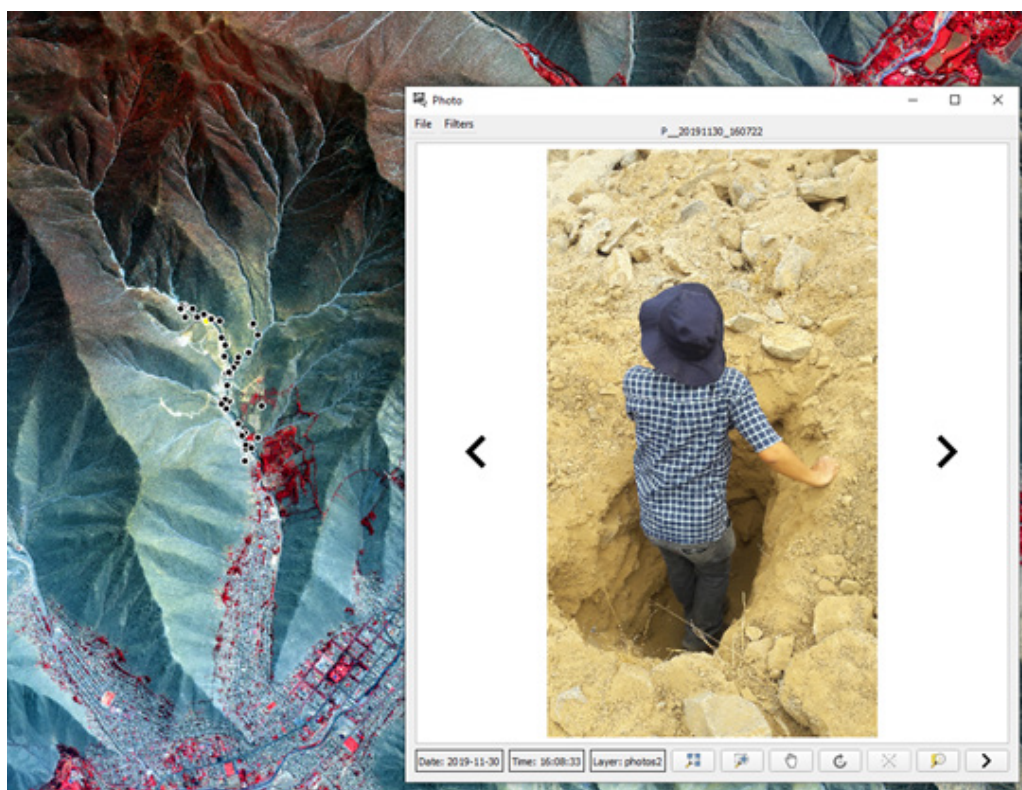 Photo
File Filters
P__20191130_160722
Date: 2019-11-30 Time: 16:08:33 Layer: photos2